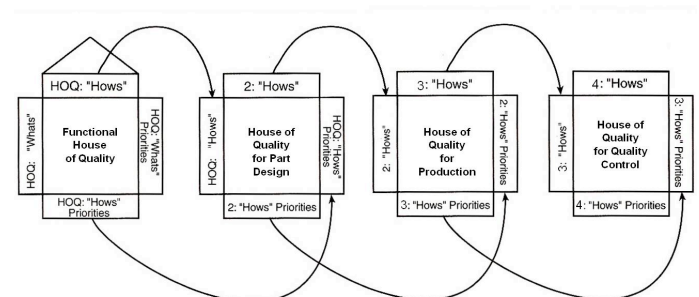 HOQ: "Hows"
HOQ: "Whats"
Functional
House
of Quality
HOQ: "Whats"
Priorities
HOQ: "Hows"
Priorities
2: "Hows"
HOQ: "Hows"
House of
Quality
for Part
Design
HOQ: "Hows"
Priorities
2: "Hows" Priorities
3: "Hows"
2: "Hows"
House of
Quality
for
Production
2: "Hows" Priorities
3: "Hows" Priorities
4: "Hows"
3: "Hows"
House of
Quality
for Quality
Control
3: "Hows" Priorities
4: "Hows" Priorities